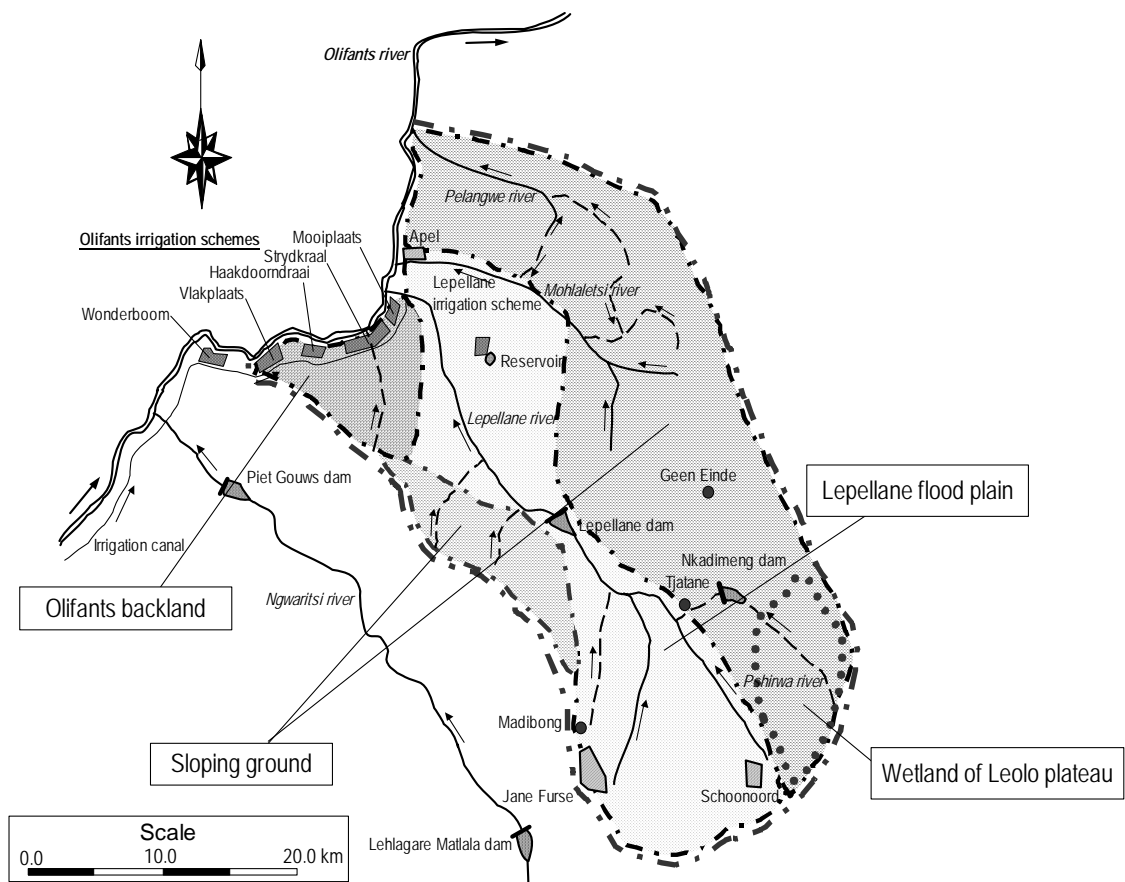 Olifants river
Pelangwe river
Olifants irrigation schemes
Mooiplaats
Strydkraal
Haakdoorndraai
Vlakplaats
Wonderboom
Apel
Lepellane
irrigation scheme
Mohlaletsi river
Reservoir
Lepellane river
Piet Gouws dam
Geen Einde
Lepellane flood plain
Lepellane dam
Irrigation canal
Nkadimeng dam
Tjatane
Olifants backland
Ngwaritsi river
Pshirwa river
Madibong
Sloping ground
Wetland of Leolo plateau
Jane Furse
Schoonoord
Scale
0.0 10.0 20.0 km
Lehlagare Matlala dam